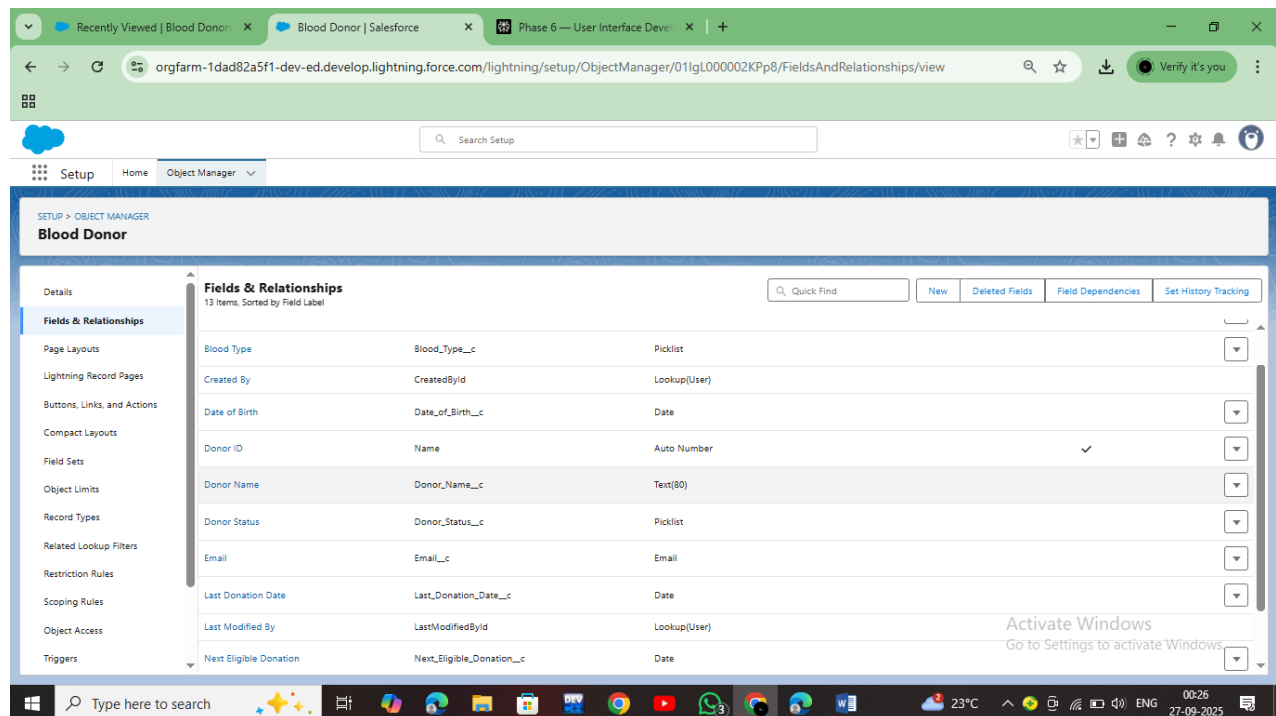 Recently Viewed | Blood Donors
Blood Donor | Salesforce
Phase 6 — User Interface Devel
orgfarm-1dad82a5f1-dev-ed.develop.lightning.force.com/lightning/setup/ObjectManager/01IgL000002KPp8/FieldsAndRelationships/view
Verify it's you
Search Setup
Setup
Home
Object Manager
SETUP > OBJECT MANAGER
Blood Donor
Details
Fields & Relationships
Page Layouts
Lightning Record Pages
Buttons, Links, and Actions
Compact Layouts
Field Sets
Object Limits
Record Types
Related Lookup Filters
Restriction Rules
Scoping Rules
Object Access
Triggers
Fields & Relationships
13 Items, Sorted by Field Label
Quick Find
New
Deleted Fields
Field Dependencies
Set History Tracking
Blood Type Blood_Type__c Picklist
Created By CreatedById Lookup(User)
Date of Birth Date_of_Birth__c Date
Donor ID Name Auto Number
Donor Name Donor_Name__c Text(80)
Donor Status Donor_Status__c Picklist
Email Email__c Email
Last Donation Date Last_Donation_Date__c Date
Last Modified By LastModifiedById Lookup(User)
Next Eligible Donation Next_Eligible_Donation__c Date
Activate Windows
Go to Settings to activate Windows.
Type here to search
DEV
3
2
23°C
ENG
00:26
27-09-2025